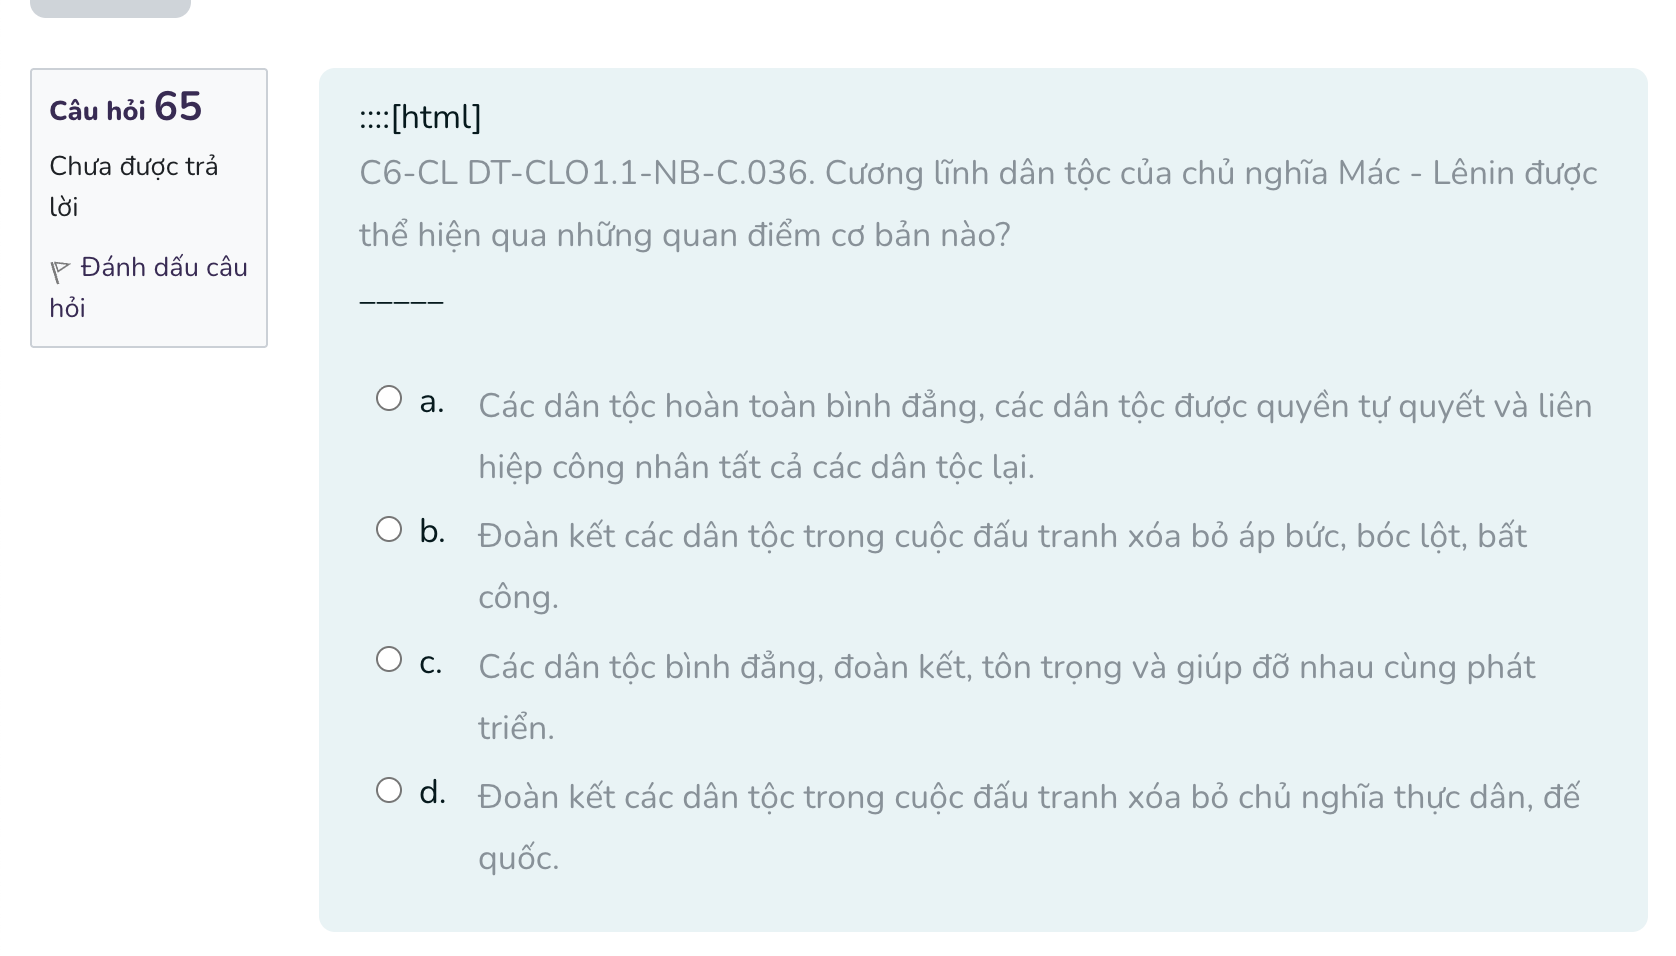 Câu hỏi 65
Chưa được trả
lời
Đánh dấu câu
hỏi
::::[html]
C6-CL DT-CLO1.1-NB-C.036. Cương lĩnh dân tộc của chủ nghĩa Mác - Lênin được
thể hiện qua những quan điểm cơ bản nào?
_____
a. Các dân tộc hoàn toàn bình đẳng, các dân tộc được quyền tự quyết và liên
hiệp công nhân tất cả các dân tộc lại.
b. Đoàn kết các dân tộc trong cuộc đấu tranh xóa bỏ áp bức, bóc lột, bất
công.
c. Các dân tộc bình đẳng, đoàn kết, tôn trọng và giúp đỡ nhau cùng phát
triển.
d. Đoàn kết các dân tộc trong cuộc đấu tranh xóa bỏ chủ nghĩa thực dân, đế
quốc.